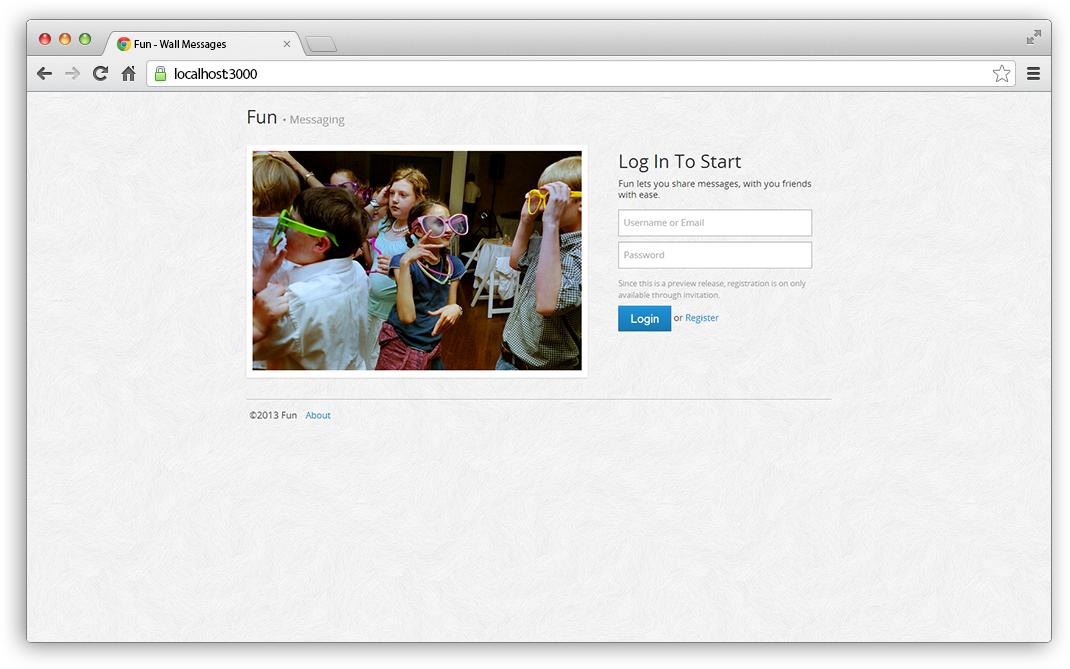 Fun - Wall Messages
localhost:3000
Fun • Messaging
Log In To Start
Fun lets you share messages, with you friends
with ease.
Username or Email
Password
Since this is a preview release, registration is on only
available through invitation.
Login or Register
©2013 Fun About